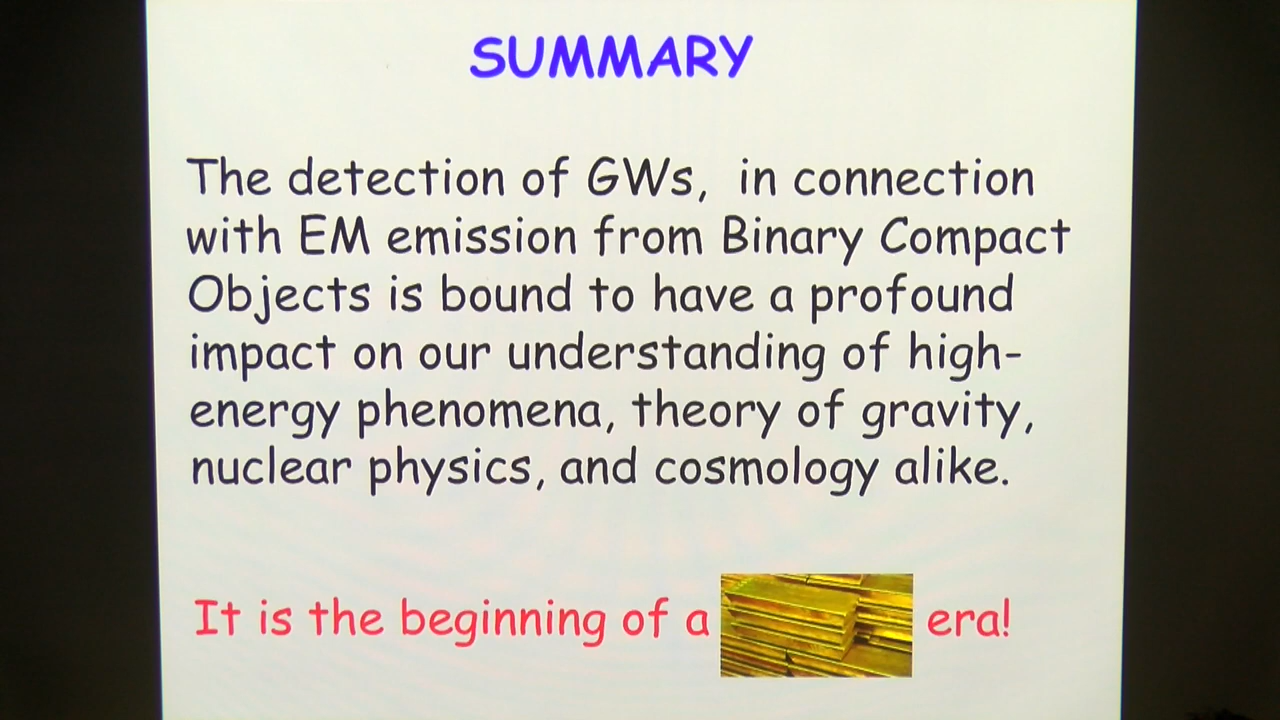 SUMMARY
The detection of GWs, in connection
with EM emission from Binary Compact
Objects is bound to have a profound
impact on our understanding of high-
energy phenomena, theory of gravity,
nuclear physics, and cosmology alike.
It is the beginning of a era!